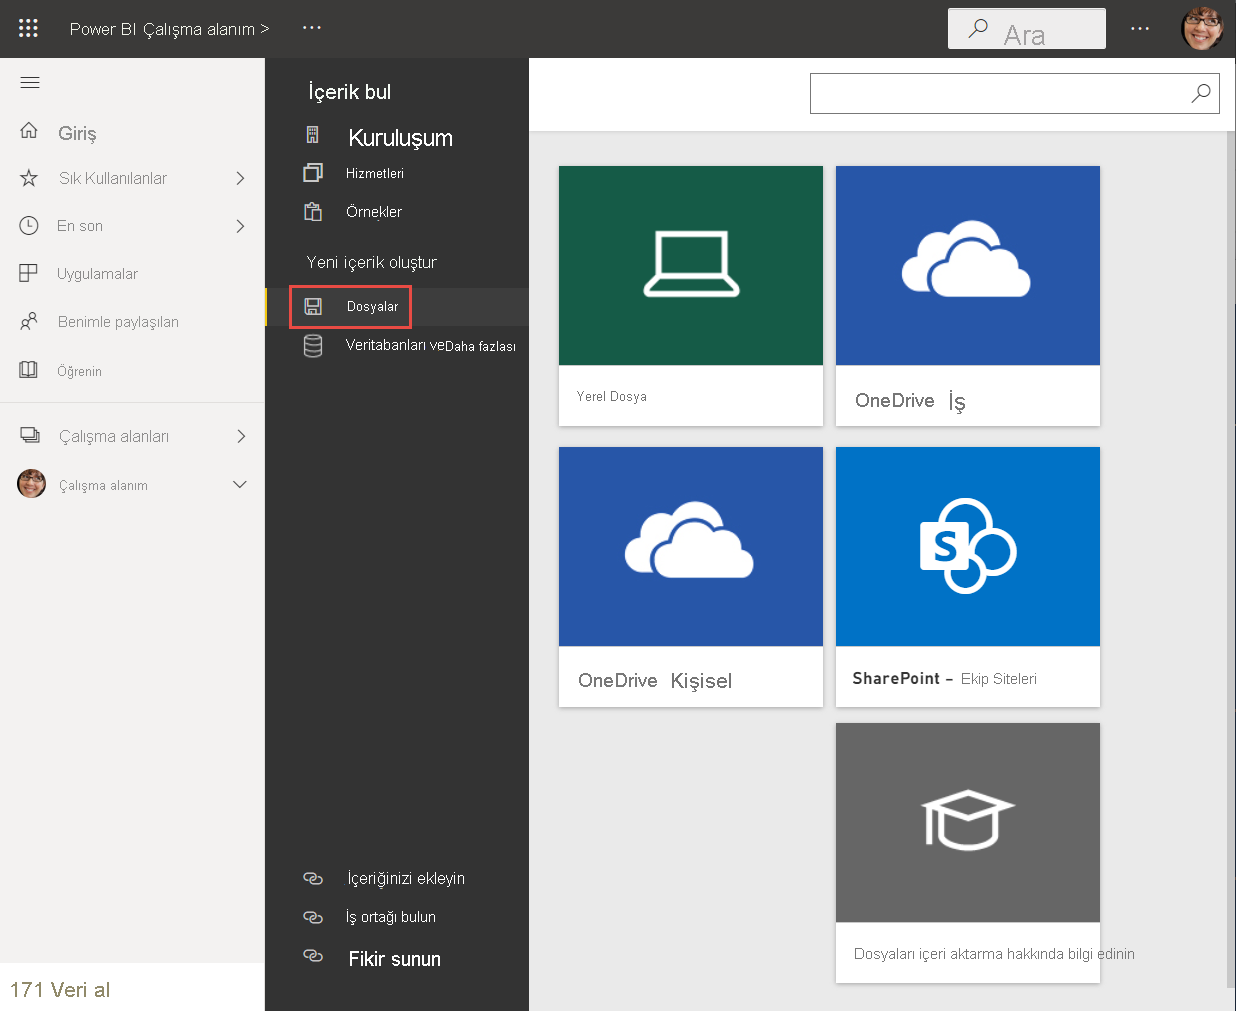 Power BI Çalışma alanım >
Ara
Giriş
Sık Kullanılanlar
En son
Uygulamalar
Benimle paylaşılan
Öğrenin
Çalışma alanları
Çalışma alanım
171 Veri al
İçerik bul
Kuruluşum
Hizmetleri
Örnekler
Yeni içerik oluştur
Dosyalar
Veritabanları veDaha fazlası
İçeriğinizi ekleyin
İş ortağı bulun
Fikir sunun
Yerel Dosya
OneDrive İş
OneDrive Kişisel
S
SharePoint – Ekip Siteleri
Dosyaları içeri aktarma hakkında bilgi edinin